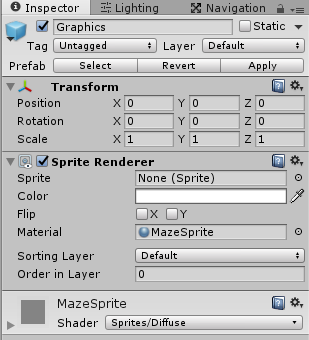 Inspector Lighting Navigation
Graphics Static
Tag Untagged Layer Default
Prefab Select Revert Apply
Transform
Position X 0 Y 0 Z 0
Rotation X 0 Y 0 Z 0
Scale X 1 Y 1 Z 1
Sprite Renderer
Sprite None (Sprite)
Color
Flip X Y
Material MazeSprite
Sorting Layer Default
Order in Layer 0
MazeSprite
Shader Sprites/Diffuse